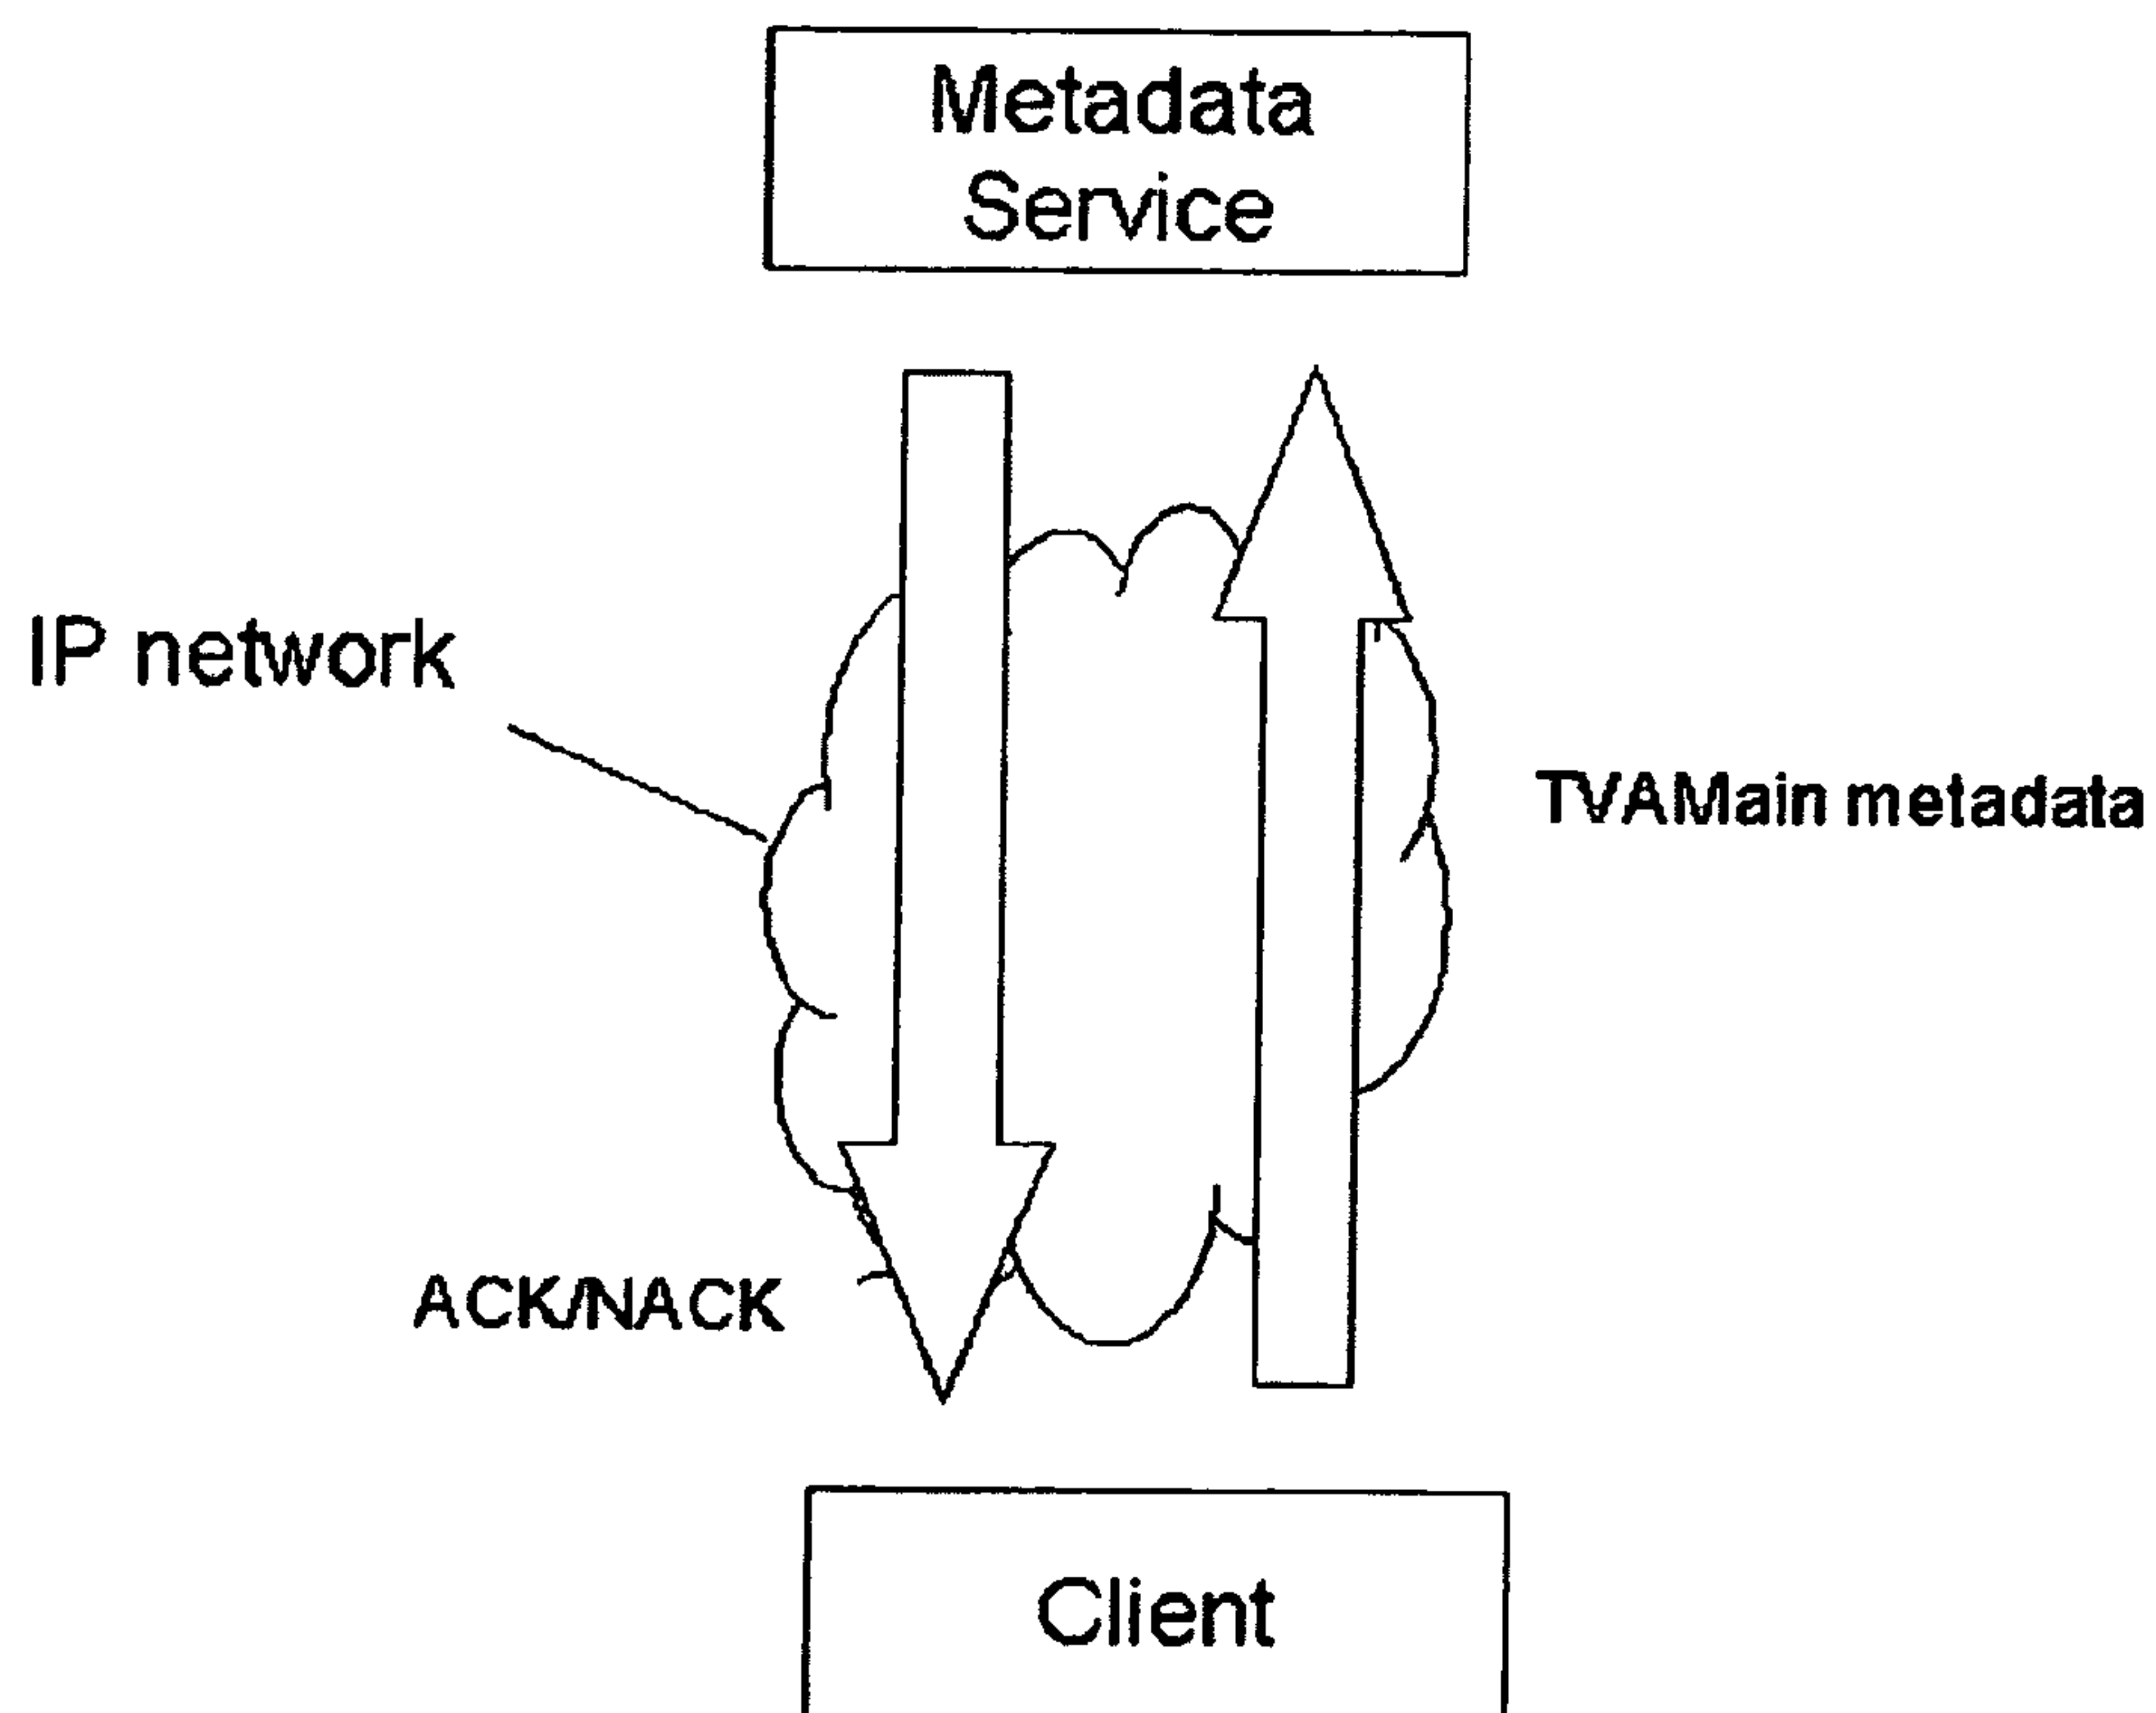 Metadata
Service
IP network
TVAMain metadata
ACK/NACK
Client